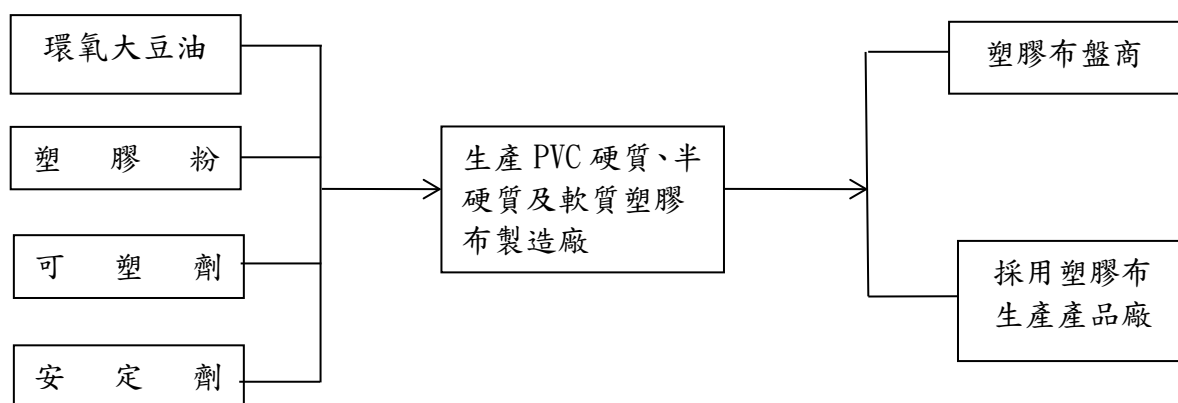 環氧大豆油
塑膠粉
可塑劑
安定劑
生產 PVC 硬質、半
硬質及軟質塑膠
布製造廠
塑膠布盤商
採用塑膠布
生產產品廠